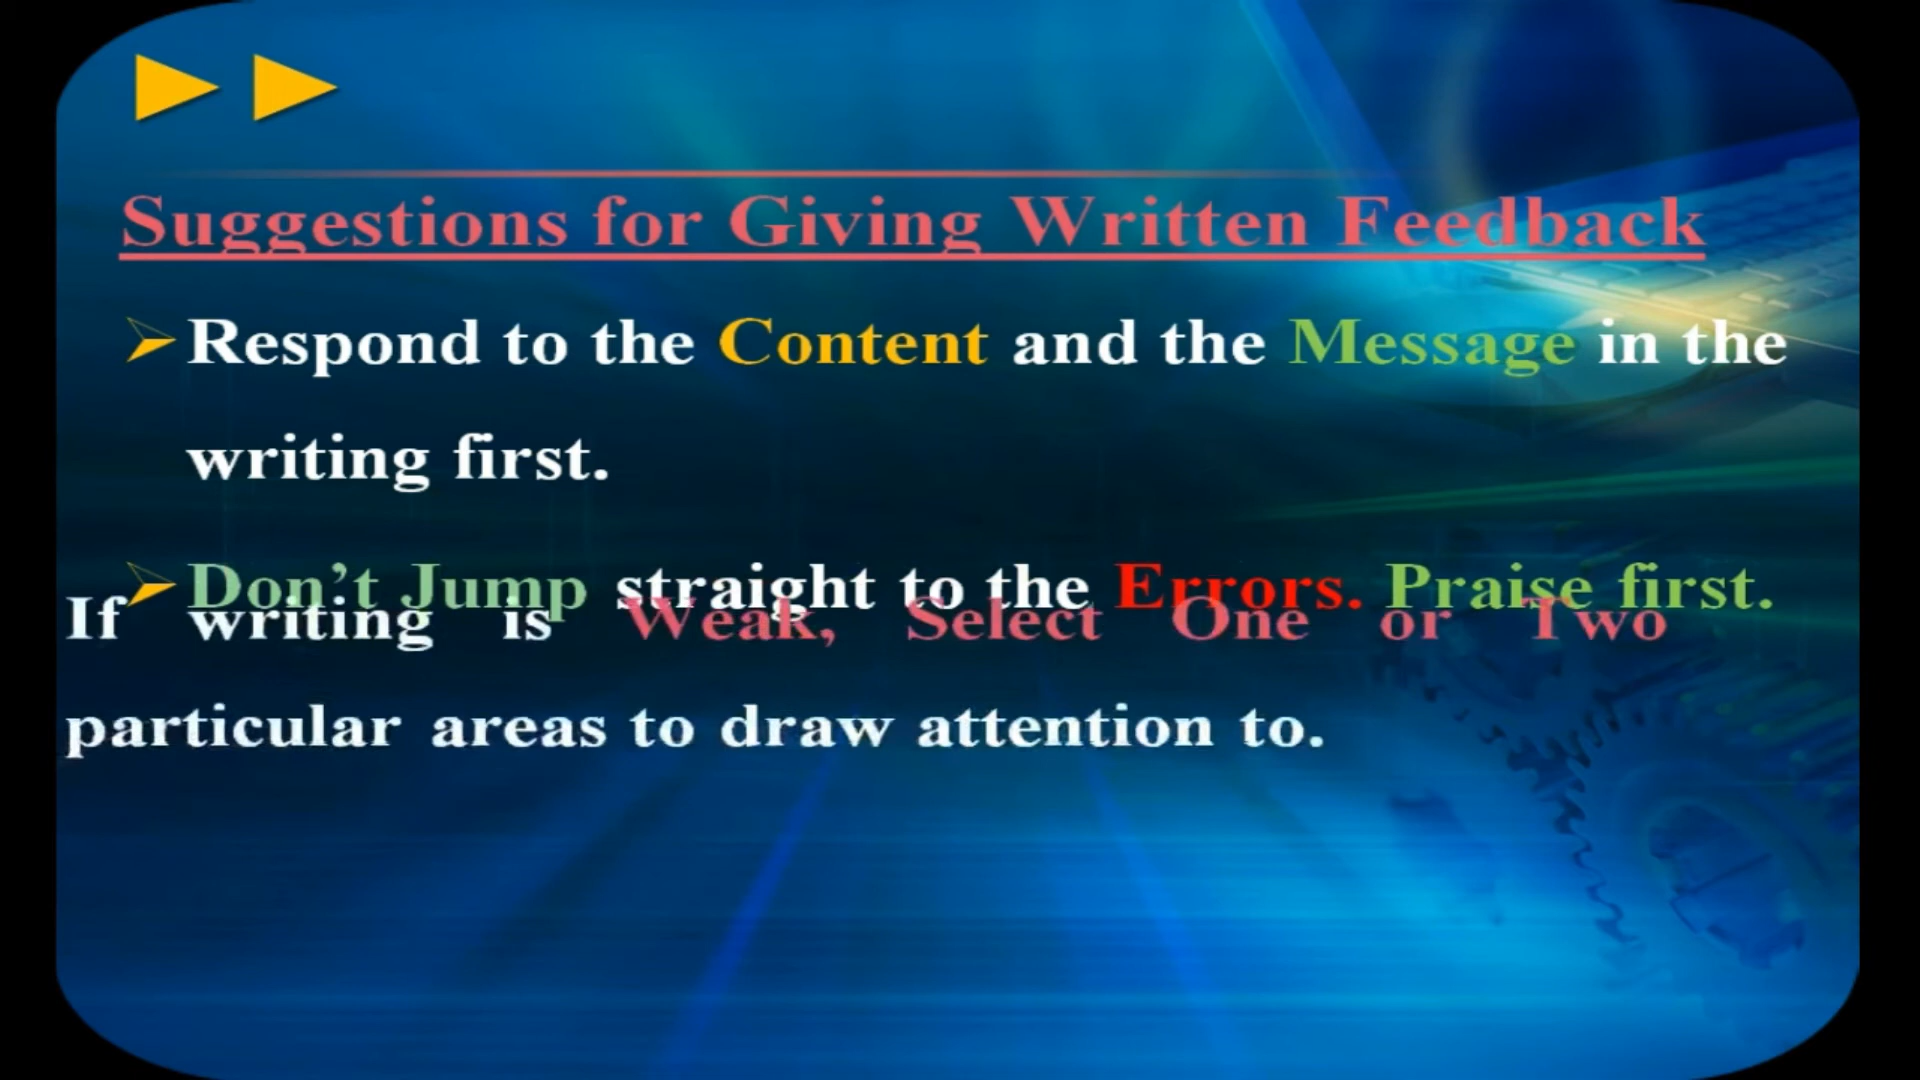 Suggestions for Giving Written Feedback
Respond to the Content and the Message in the
writing first.
Don’t Jump straight to the Errors. Praise first.
If writing is Weak, Select One or Two
particular areas to draw attention to.